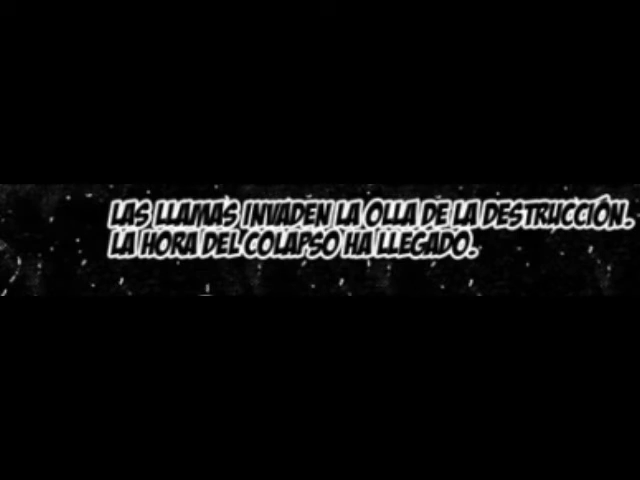 LAS LLAMAS INVADEN LA OLLA DE LA DESTRUCCIÓN.
LA HORA DEL COLAPSO HA LLEGADO.